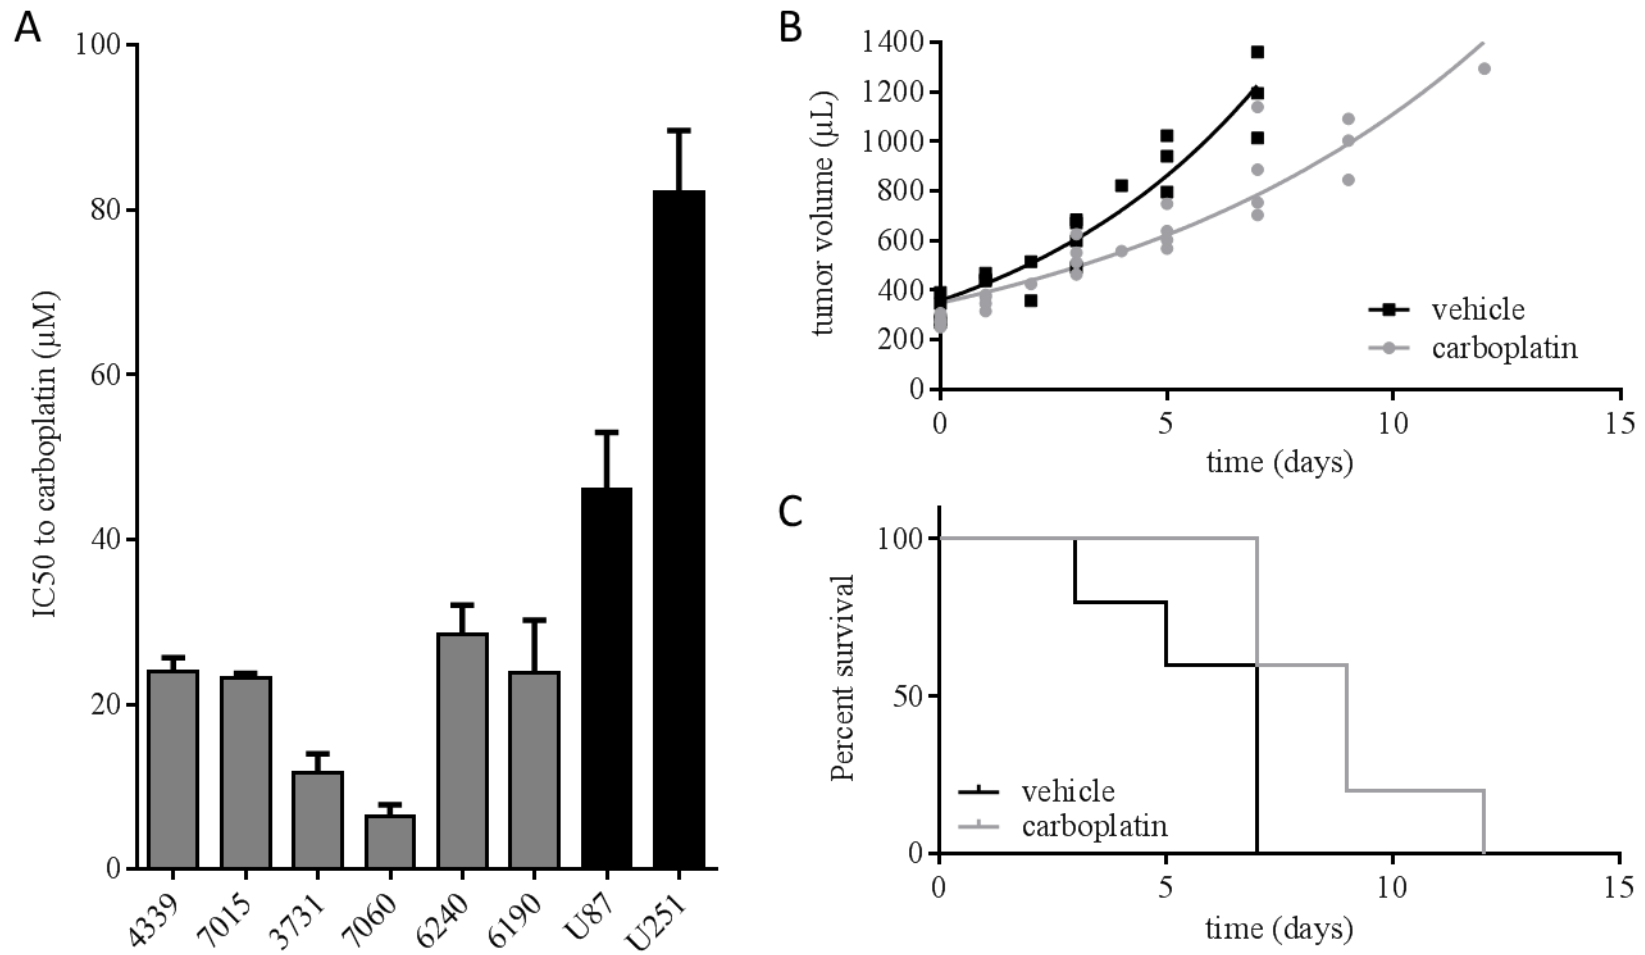 A
IC50 to carboplatin (µM)
100
80
60
40
20
0
4339
7015
3731
7060
6240
6190
U87
U251
B
tumor volume (µL)
1400
1200
1000
800
600
400
200
0
vehicle
carboplatin
0
5
10
15
time (days)
C
Percent survival
100
50
0
vehicle
carboplatin
0
5
10
15
time (days)